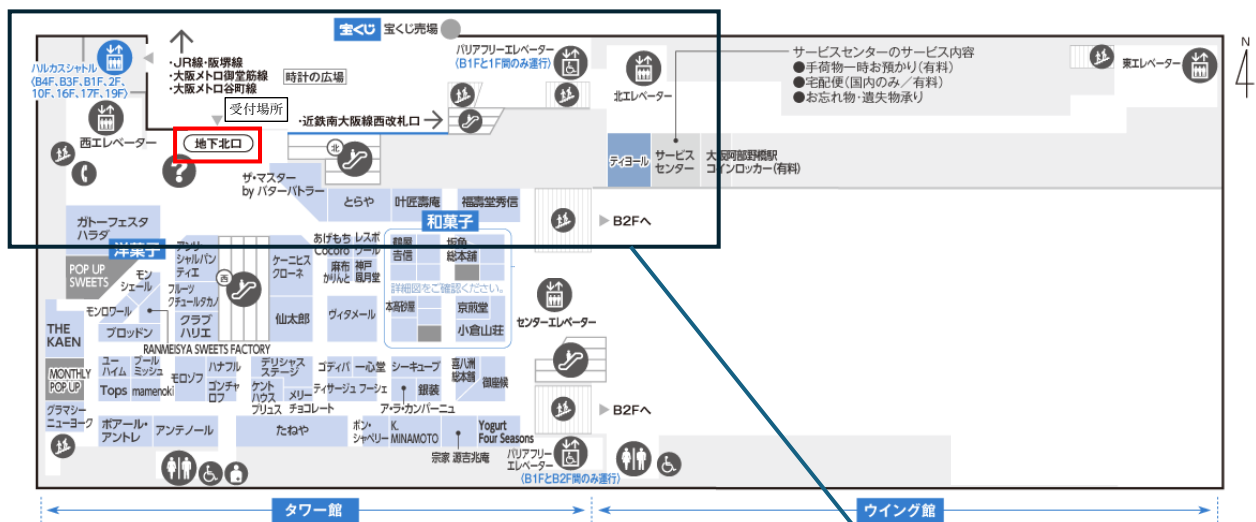 宝くじ 宝くじ売場
ハルカスシャトル
(B4F、B3F、B1F、2F、
10F、16F、17F、19F)
・JR線・阪堺線
・大阪メトロ御堂筋線
・大阪メトロ谷町線
時計の広場
受付場所
・近鉄南大阪線西改札口→
バリアフリーエレベーター
(B1Fと1F間のみ運行)
北エレベーター
サービスセンターのサービス内容
●手荷物一時お預かり(有料)
●宅配便(国内のみ/有料)
●お忘れ物・遺失物承り
東エレベーター
N
西エレベーター
地下北口
?
北
ティヨール
サービス
センター
大阪阿部野橋駅
コインロッカー(有料)
ザ・マスター
by バターバトラー
とらや
叶匠壽庵
福壽堂秀信
和菓子
B2Fへ
ガトーフェスタ
ハラダ
洋菓子
POP UP
SWEETS
モン
シェール
アンリ
シャルパン
ティエ
西
ケーニヒス
クローネ
あげもち
Cocoro
レスポ
ワール
麻布
かりんと
神戸
風月堂
鶴屋
吉信
坂角
総本舗
詳細図をご確認ください。
フルーツ
クチュールタカノ
モンロワール
ブロッドン
クラブ
ハリエ
仙太郎
ヴィタメール
本髙砂屋
京煎堂
小倉山荘
センターエレベーター
THE
KAEN
RANMEISYA SWEETS FACTORY
MONTHLY
POP UP
ユー
ハイム
ブール
ミッシュ
モロゾフ
ハナフル
デリシャス
ステージ
ゴディバ
一心堂
シーキューブ
喜八洲
総本舗
御座候
Tops
mamenoki
ゴンチャ
ロフ
ケント
ハウス
プリュス
メリー
チョコレート
ティサージュ
フーシェ
銀装
ア・ラ・カンパーニュ
グラマシー
ニューヨーク
ボアール・
アントレ
アンテノール
たねや
ボン・
シャペリー
K.
MINAMOTO
宗家 源吉兆庵
Yogurt
Four Seasons
B2Fへ
バリアフリー
エレベーター
(B1FとB2F間のみ運行)
タワー館
ウイング館